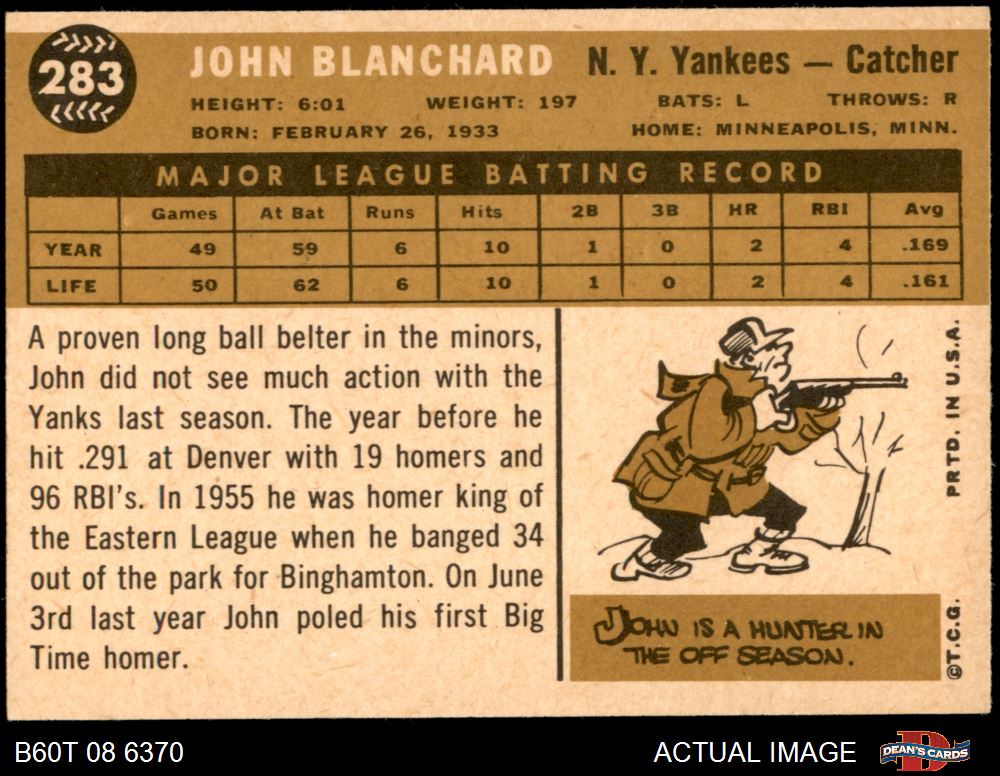 283
JOHN BLANCHARD N. Y. Yankees — Catcher
HEIGHT: 6:01 WEIGHT: 197 BATS: L THROWS: R
BORN: FEBRUARY 26, 1933 HOME: MINNEAPOLIS, MINN.
MAJOR LEAGUE BATTING RECORD
Games At Bat Runs Hits 2B 3B HR RBI Avg
YEAR 49 59 6 10 1 0 2 4 .169
LIFE 50 62 6 10 1 0 2 4 .161
A proven long ball belter in the minors,
John did not see much action with the
Yanks last season. The year before he
hit .291 at Denver with 19 homers and
96 RBI's. In 1955 he was homer king of
the Eastern League when he banged 34
out of the park for Binghamton. On June
3rd last year John poled his first Big
Time homer.
JOHN IS A HUNTER IN
THE OFF SEASON.
PRTD. IN U.S.A.
©T.C.G.
B60T 08 6370 ACTUAL IMAGE DEAN'S CARDS